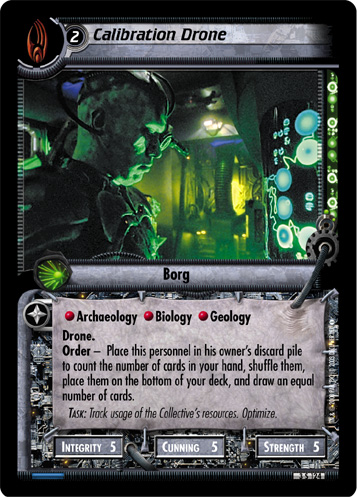 2 Calibration Drone
Borg
Archaeology Biology Geology
Drone.
Order – Place this personnel in his owner's discard pile
to count the number of cards in your hand, shuffle them,
place them on the bottom of your deck, and draw an equal
number of cards.
TASK: Track usage of the Collective's resources. Optimize.
INTEGRITY 5 CUNNING 5 STRENGTH 5
3 S 124